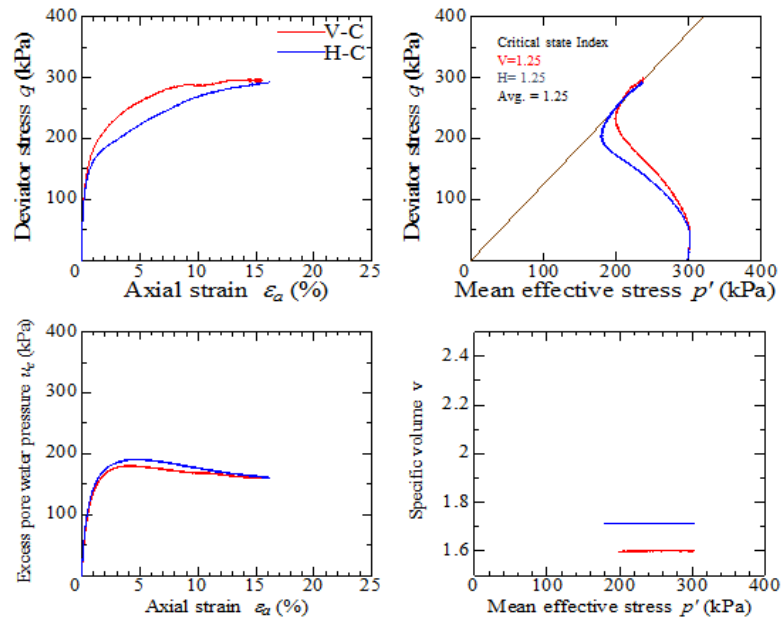 400
300
200
100
0
5
10
15
20
25
Deviator stress q (kPa)
Axial strain εa (%)
V-C
H-C
400
300
200
100
0
100
200
300
400
Deviator stress q (kPa)
Mean effective stress p′ (kPa)
Critical state Index
V=1.25
H= 1.25
Avg. = 1.25
400
300
200
100
0
5
10
15
20
25
Excess pore water pressure ue (kPa)
Axial strain εa (%)
2.4
2.2
2
1.8
1.6
0
100
200
300
400
Specific volume v
Mean effective stress p′ (kPa)